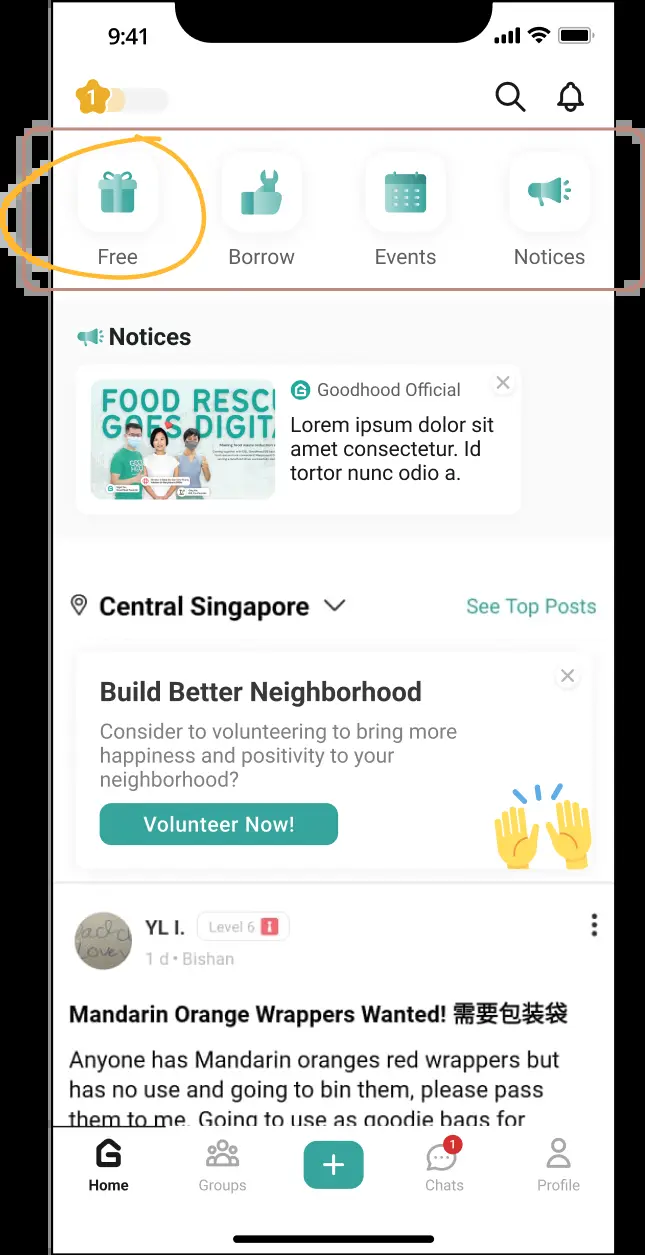 9:41
1
Free
Borrow
Events
Notices
Notices
FOOD RESCU
GOES DIGITA
Goodhood Official
Lorem ipsum dolor sit
amet consectetur. Id
tortor nunc odio a.
Central Singapore
See Top Posts
Build Better Neighborhood
Consider to volunteering to bring more
happiness and positivity to your
neighborhood?
Volunteer Now!
YL I.
Level 6
1 d • Bishan
Mandarin Orange Wrappers Wanted! 需要包装袋
Anyone has Mandarin oranges red wrappers but
has no use and going to bin them, please pass
them to me. Going to use as goodie bags for
1
Home
Groups
Chats
Profile